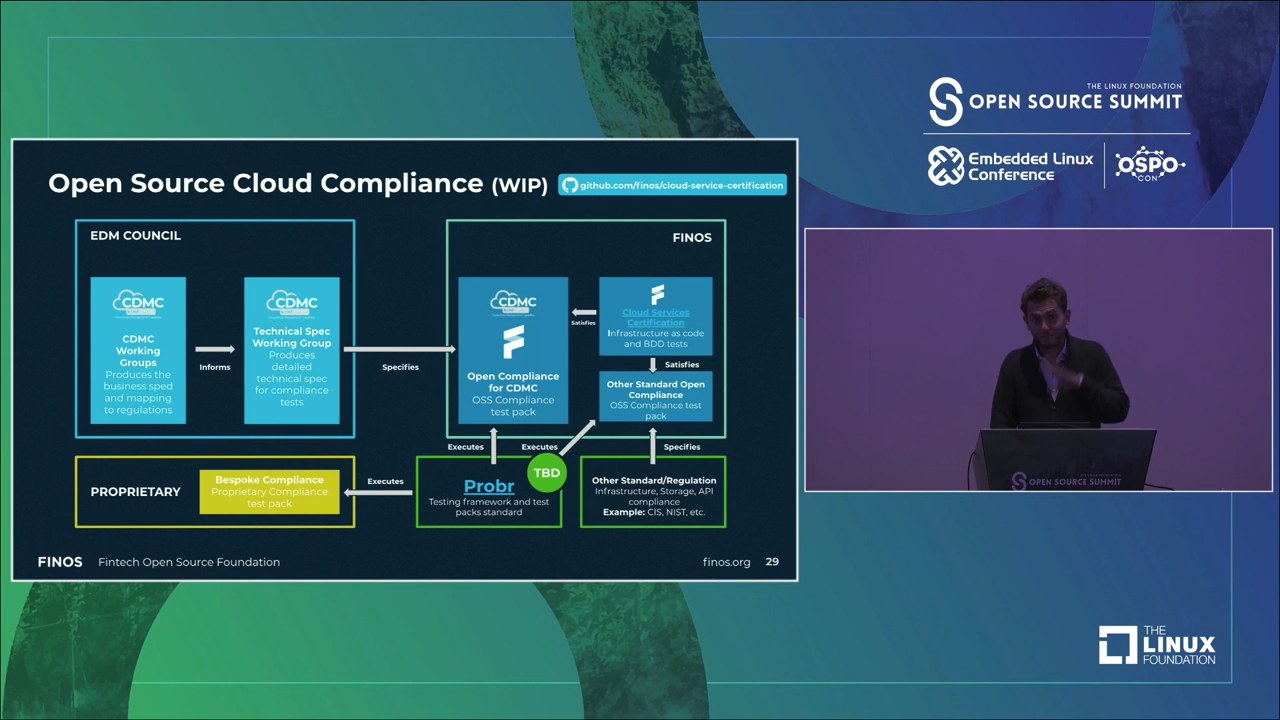 THE LINUX FOUNDATION
OPEN SOURCE SUMMIT
Embedded Linux
Conference
OSPO
CON
Open Source Cloud Compliance (WIP)
github.com/finos/cloud-service-certification
EDM COUNCIL
CDMC
CDMC
Working
Groups
Produces the
business sped
and mapping
to regulations
Informs
CDMC
Technical Spec
Working Group
Produces
detailed
technical spec
for compliance
tests
Specifies
FINOS
CDMC
Open Compliance
for CDMC
OSS Compliance
test pack
Satisfies
Cloud Services
Certification
Infrastructure as code
and BDD tests
Satisfies
Other Standard Open
Compliance
OSS Compliance test
pack
Executes
Executes
Specifies
PROPRIETARY
Bespoke Compliance
Proprietary Compliance
test pack
Executes
TBD
Probr
Testing framework and test
packs standard
Other Standard/Regulation
Infrastructure, Storage, API
compliance
Example: CIS, NIST, etc.
FINOS Fintech Open Source Foundation
finos.org 29
OPEN SOURCE SUMMIT
THE
LINUX
FOUNDATION